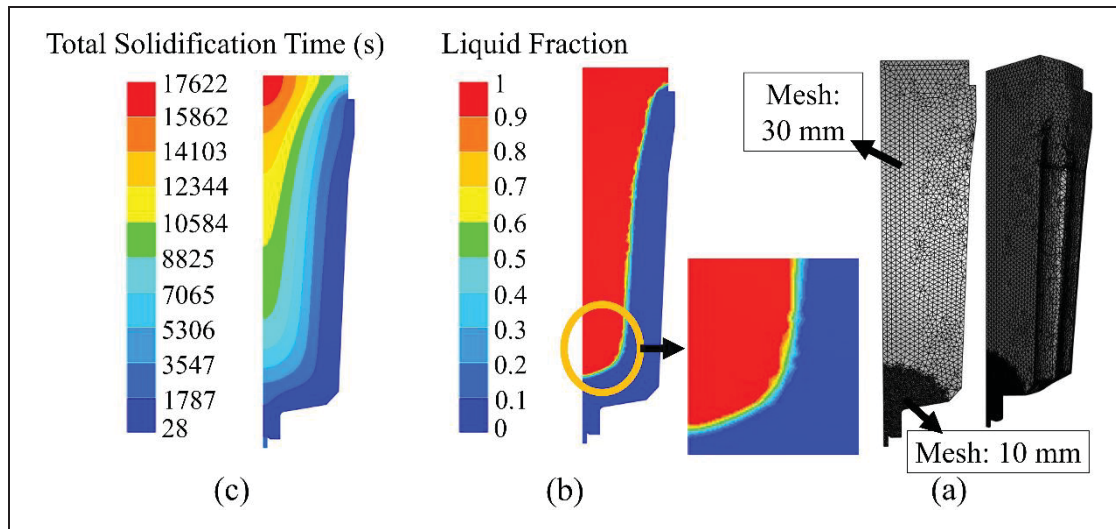 Total Solidification Time (s)
17622
15862
14103
12344
10584
8825
7065
5306
3547
1787
28
(c)
Liquid Fraction
1
0.9
0.8
0.7
0.6
0.5
0.4
0.3
0.2
0.1
0
(b)
Mesh:
30 mm
Mesh: 10 mm
(a)